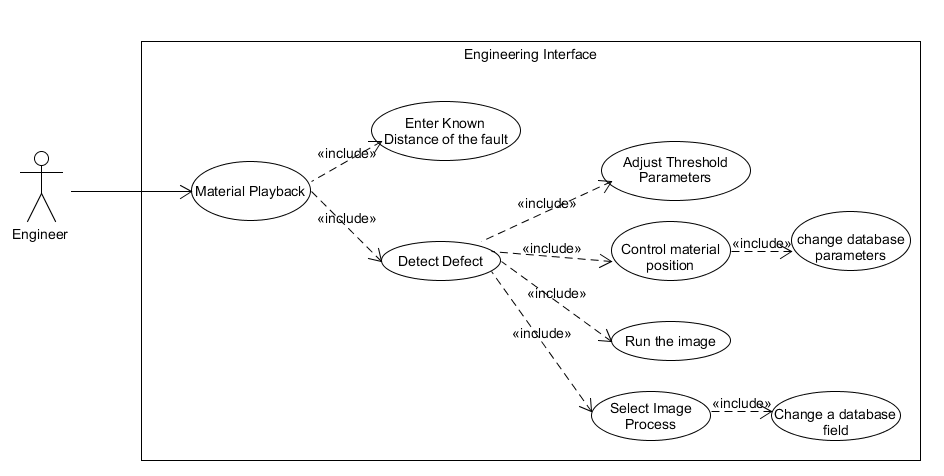 Engineering Interface
Enter Known
Distance of the fault
«include»
Adjust Threshold
Parameters
Material Playback
«include»
«include»
Engineer
Detect Defect
«include»
Control material
position
«include»
change database
parameters
«include»
«include»
Run the image
Select Image
Process
«include»
Change a database
field